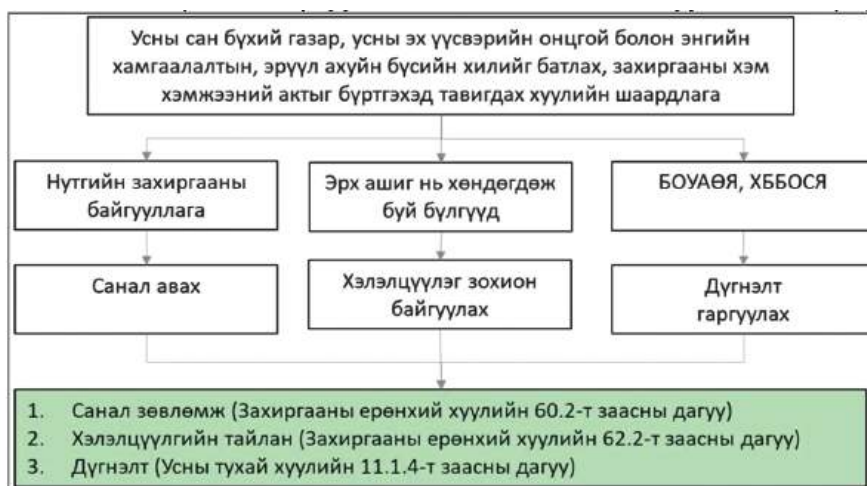 Усны сан бүхий газар, усны эх үүсвэрийн онцгой болон энгийн
хамгаалалтын, эрүүл ахуйн бүсийн хилийг батлах, захиргааны хэм
хэмжээний актыг бүртгэхэд тавигдах хуулийн шаардлага
Нутгийн захиргааны
байгууллага
Эрх ашиг нь хөндөгдөж
буй бүлгүүд
БОУАӨЯ, ХББОСЯ
Санал авах
Хэлэлцүүлэг зохион
байгуулах
Дүгнэлт
гаргуулах
1. Санал зөвлөмж (Захиргааны ерөнхий хуулийн 60.2-т заасны дагуу)
2. Хэлэлцүүлгийн тайлан (Захиргааны ерөнхий хуулийн 62.2-т заасны дагуу)
3. Дүгнэлт (Усны тухай хуулийн 11.1.4-т заасны дагуу)